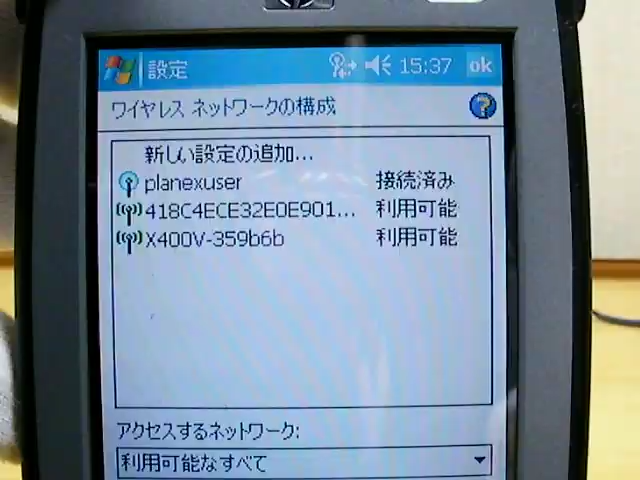 設定 15:37 ok
ワイヤレス ネットワークの構成
新しい設定の追加...
planexuser 接続済み
418C4ECE32E0E901... 利用可能
X400V-359b6b 利用可能
アクセスするネットワーク:
利用可能なすべて